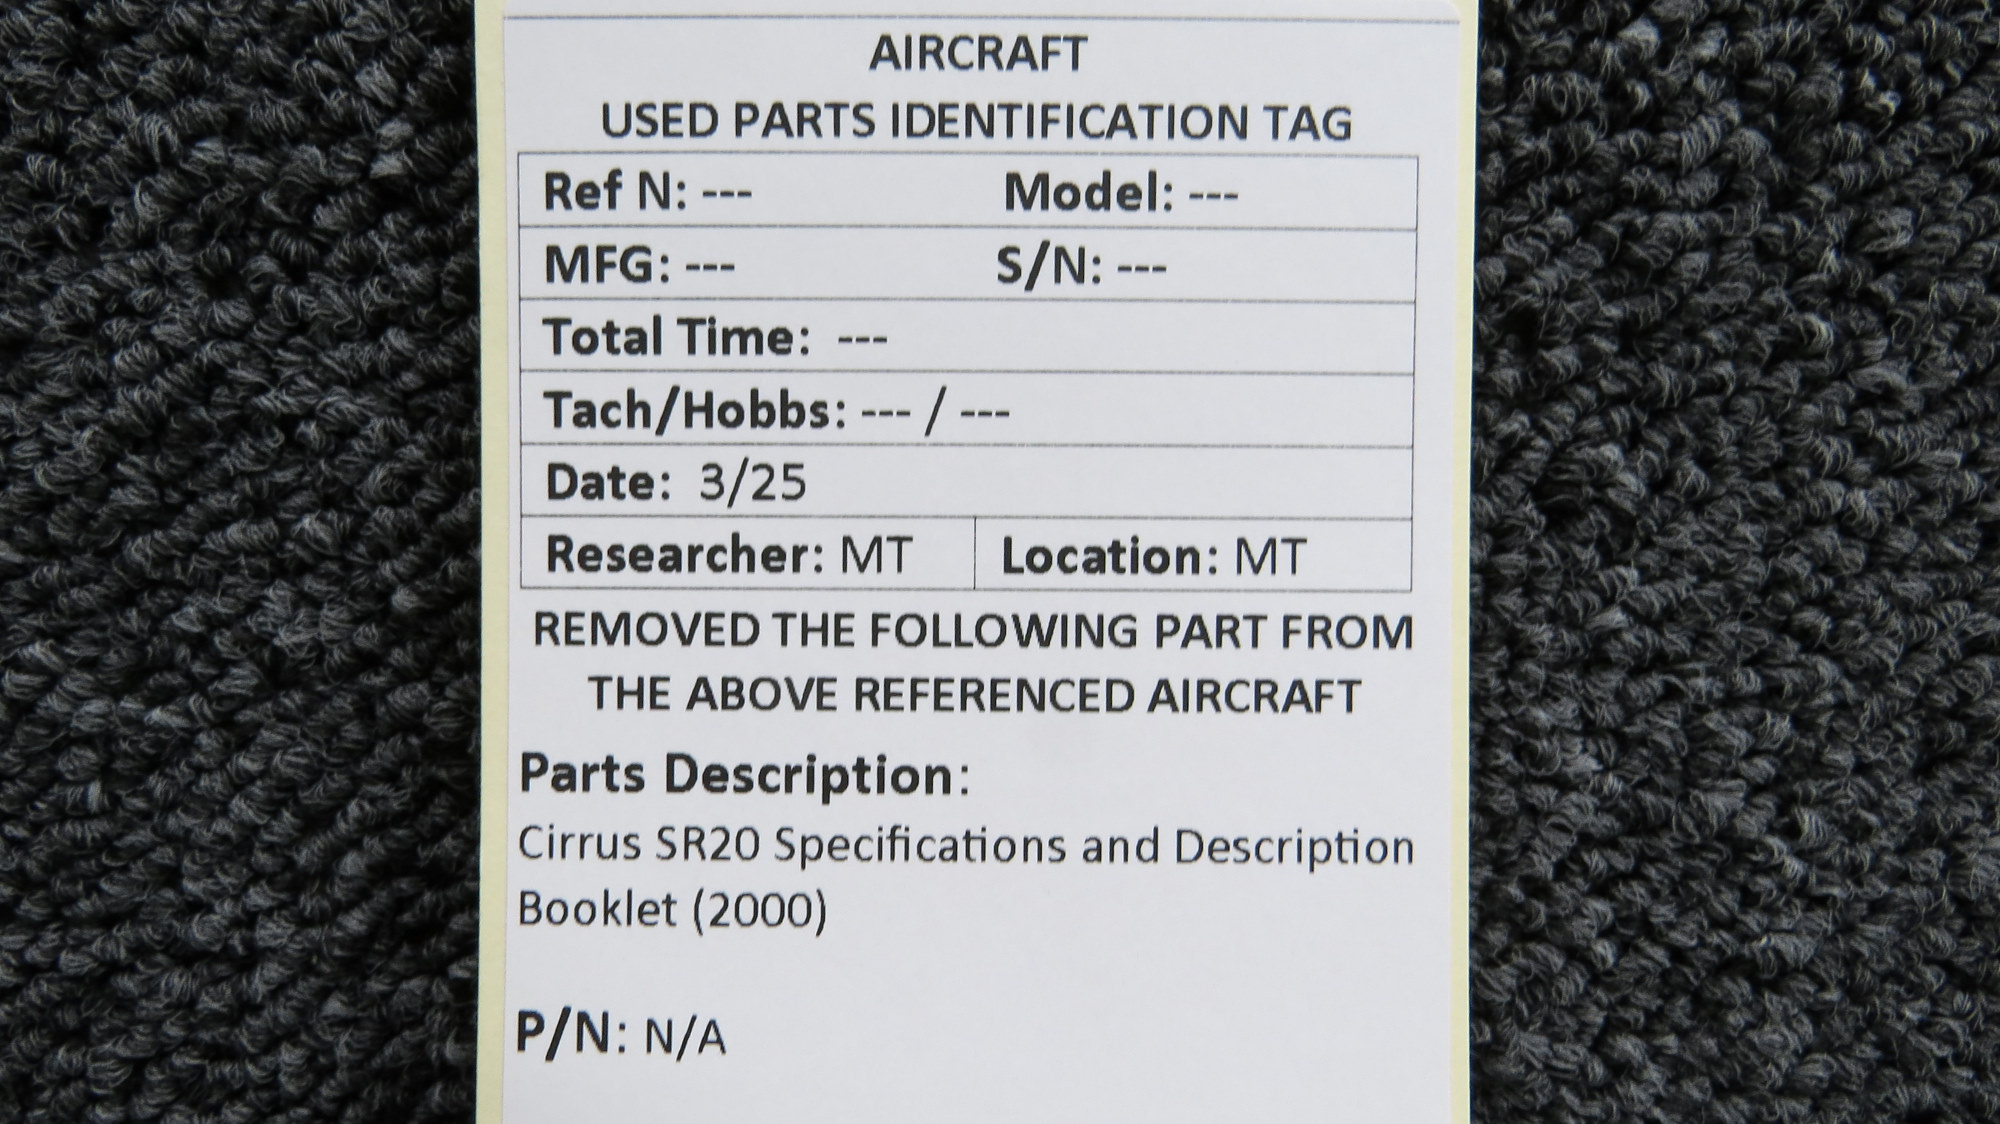 AIRCRAFT
USED PARTS IDENTIFICATION TAG
Ref N: --- Model: ---
MFG: --- S/N: ---
Total Time: ---
Tach/Hobbs: --- / ---
Date: 3/25
Researcher: MT Location: MT
REMOVED THE FOLLOWING PART FROM
THE ABOVE REFERENCED AIRCRAFT
Parts Description:
Cirrus SR20 Specifications and Description
Booklet (2000)
P/N: N/A